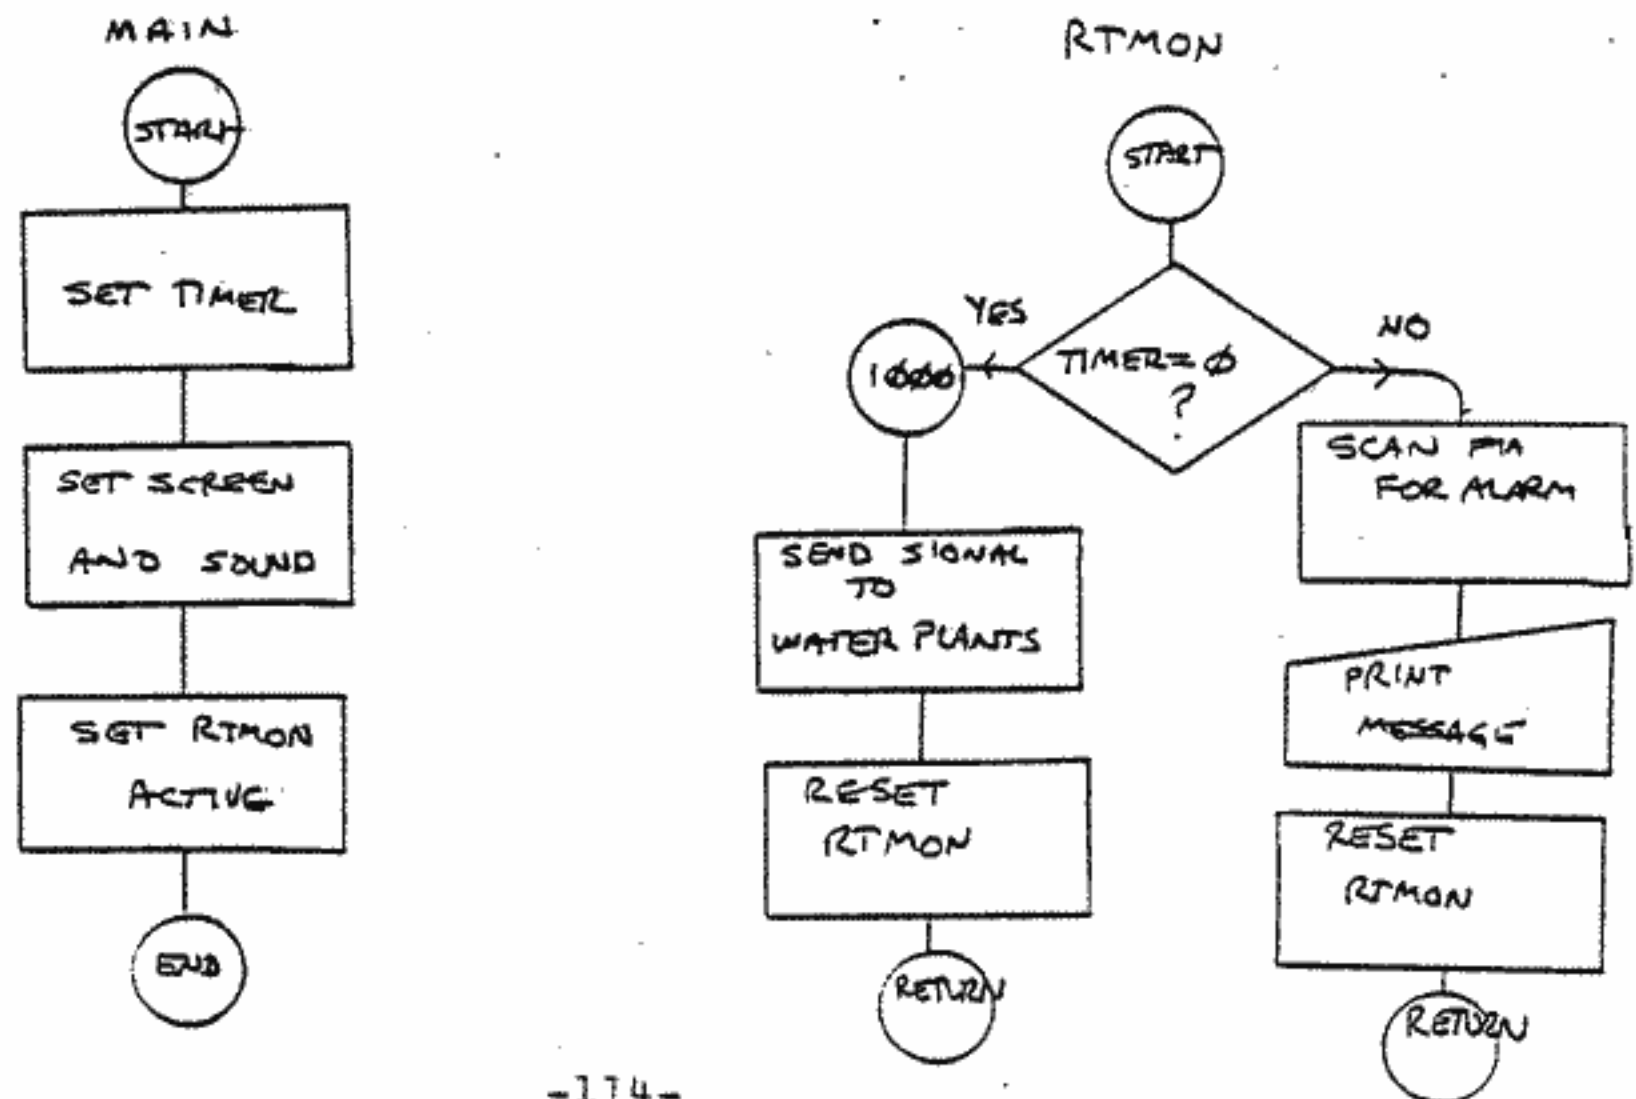 MAIN
START
SET TIMER
SET SCREEN
AND SOUND
SET RTMON
ACTIVE
END
RTMON
START
TIMER=Ø
?
YES
NO
1ØØØ
SEND SIGNAL
TO
WATER PLANTS
RESET
RTMON
RETURN
SCAN PIA
FOR ALARM
PRINT
MESSAGE
RESET
RTMON
RETURN
-114-